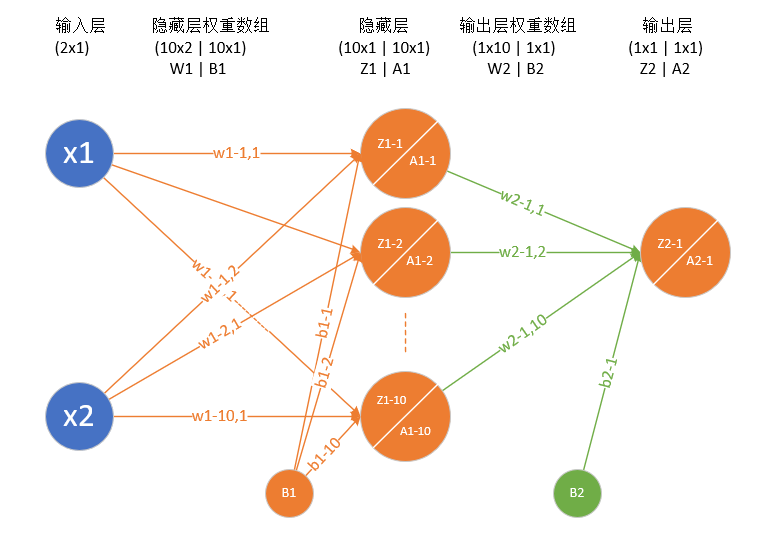 输入层
(2x1)
隐藏层权重数组
(10x2 | 10x1)
W1 | B1
隐藏层
(10x1 | 10x1)
Z1 | A1
输出层权重数组
(1x10 | 1x1)
W2 | B2
输出层
(1x1 | 1x1)
Z2 | A2
x1
x2
w1-1,1
w1-1,2
w1-2,1
w1-10,1
b1-1
b1-2
b1-10
B1
Z1-1
A1-1
Z1-2
A1-2
Z1-10
A1-10
w2-1,1
w2-1,2
w2-1,10
b2-1
B2
Z2-1
A2-1